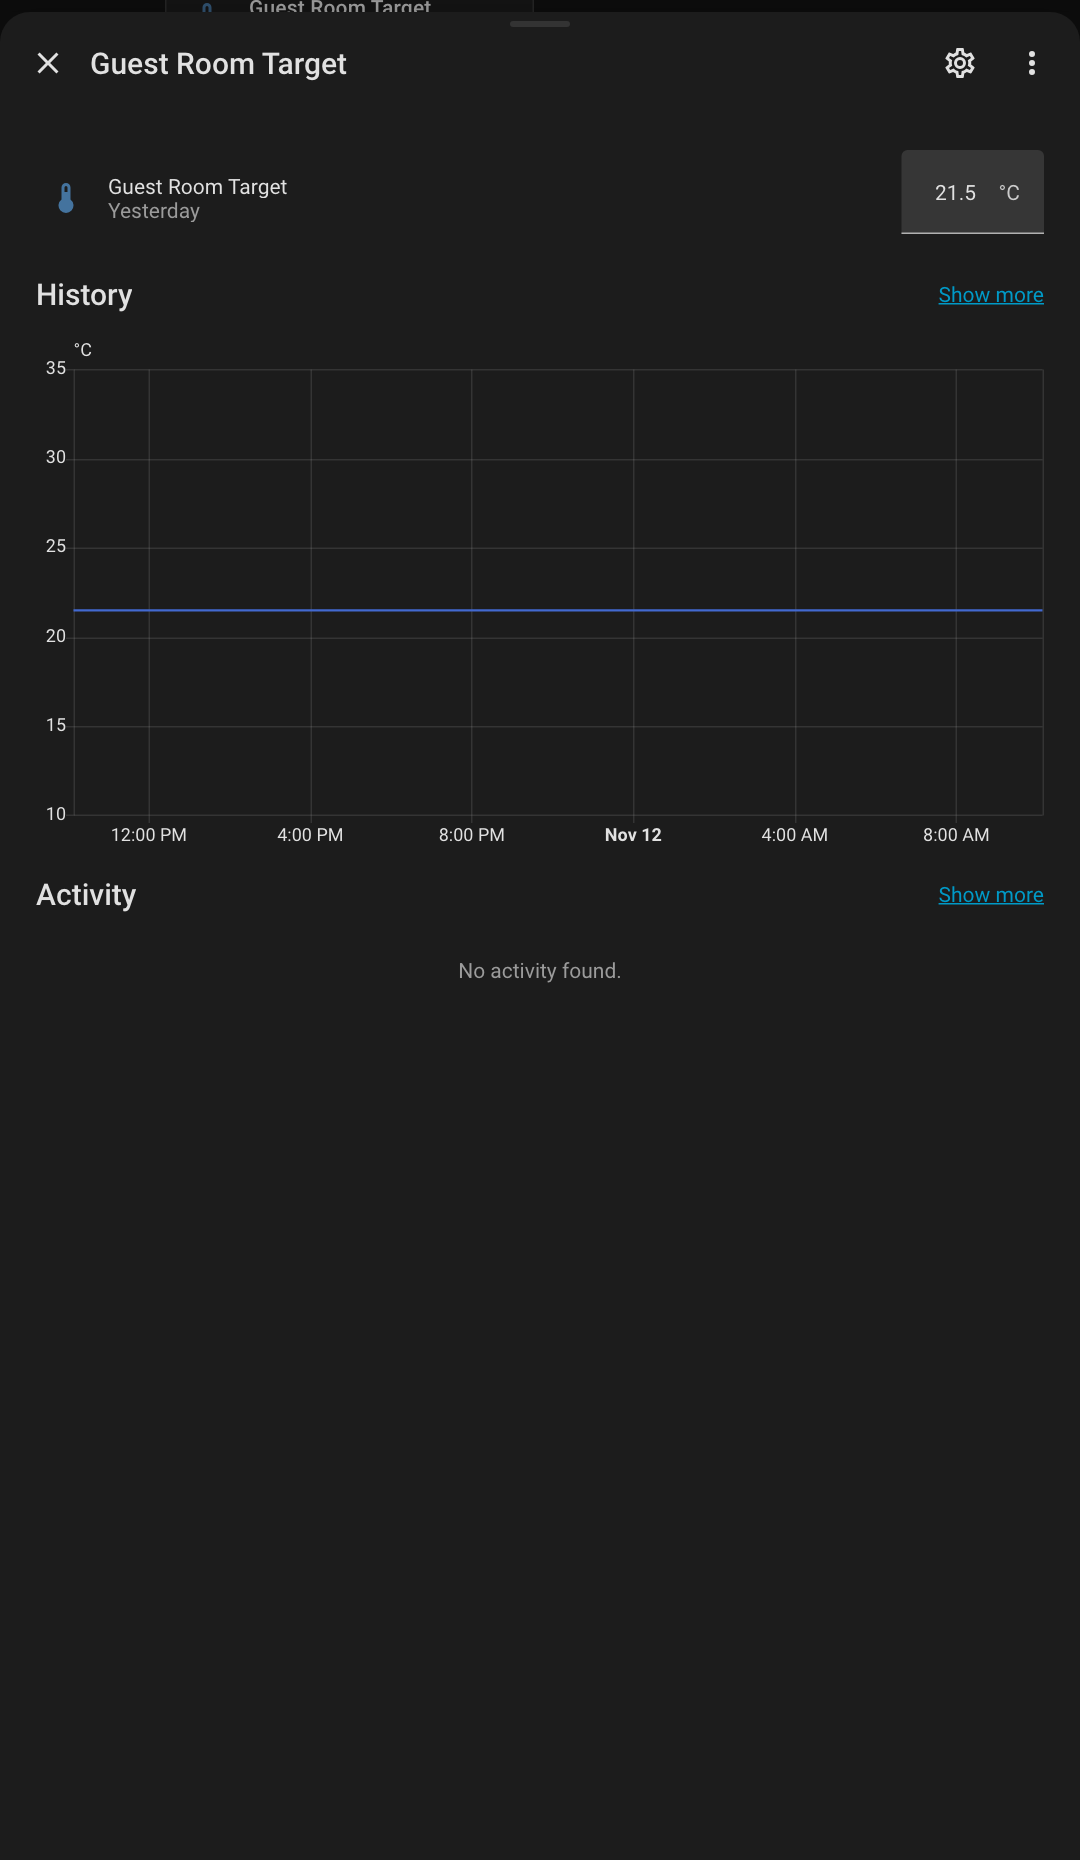 Guest Room Target
Guest Room Target
Guest Room Target
Yesterday
21.5 °C
History
Show more
°C
35
30
25
20
15
10
12:00 PM
4:00 PM
8:00 PM
Nov 12
4:00 AM
8:00 AM
Activity
Show more
No activity found.